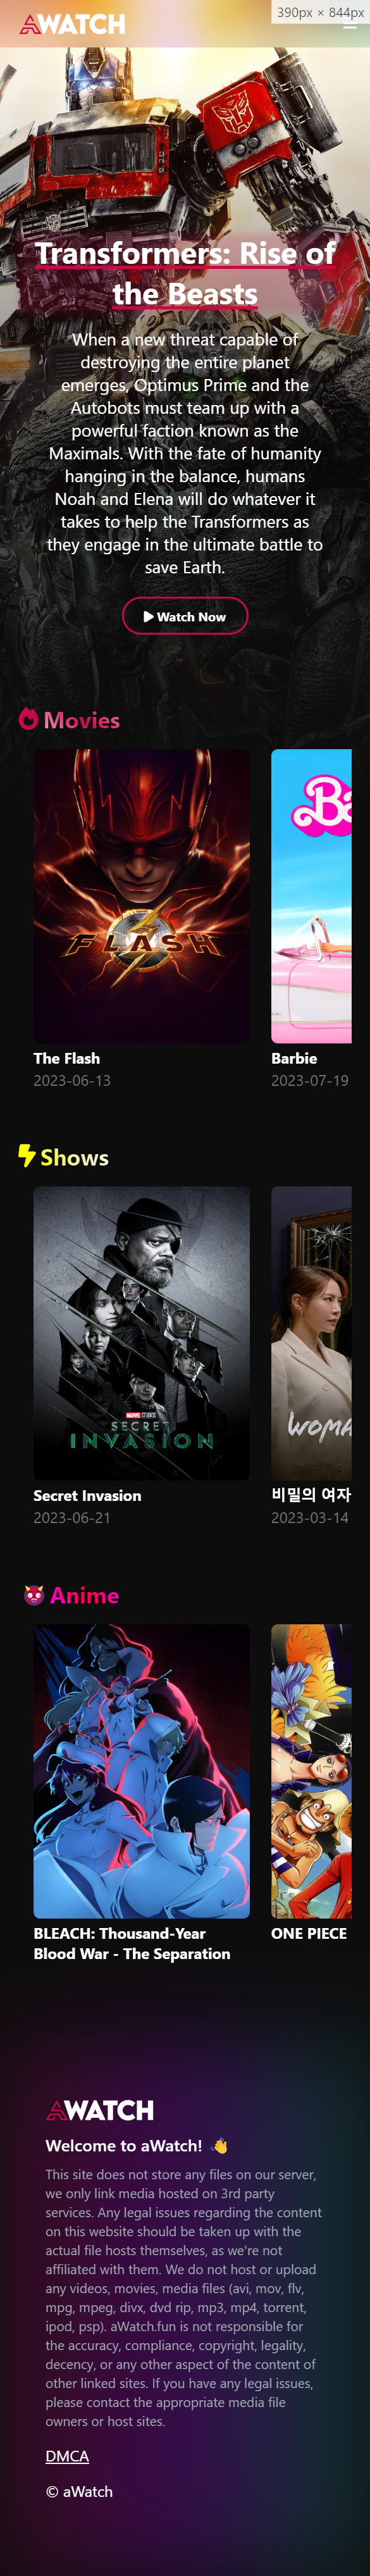 AWATCH
390px × 844px
Transformers: Rise of
the Beasts
When a new threat capable of
destroying the entire planet
emerges, Optimus Prime and the
Autobots must team up with a
powerful faction known as the
Maximals. With the fate of humanity
hanging in the balance, humans
Noah and Elena will do whatever it
takes to help the Transformers as
they engage in the ultimate battle to
save Earth.
Watch Now
Movies
FLASH
Ba
The Flash
Barbie
2023-06-13
2023-07-19
Shows
MARVEL STUDIOS
SECRET
INVASION
WOMA
Secret Invasion
비밀의 여자
2023-06-21
2023-03-14
Anime
BLEACH: Thousand-Year
Blood War - The Separation
ONE PIECE
AWATCH
Welcome to aWatch! 👋
This site does not store any files on our server,
we only link media hosted on 3rd party
services. Any legal issues regarding the content
on this website should be taken up with the
actual file hosts themselves, as we're not
affiliated with them. We do not host or upload
any videos, movies, media files (avi, mov, flv,
mpg, mpeg, divx, dvd rip, mp3, mp4, torrent,
ipod, psp). aWatch.fun is not responsible for
the accuracy, compliance, copyright, legality,
decency, or any other aspect of the content of
other linked sites. If you have any legal issues,
please contact the appropriate media file
owners or host sites.
DMCA
© aWatch